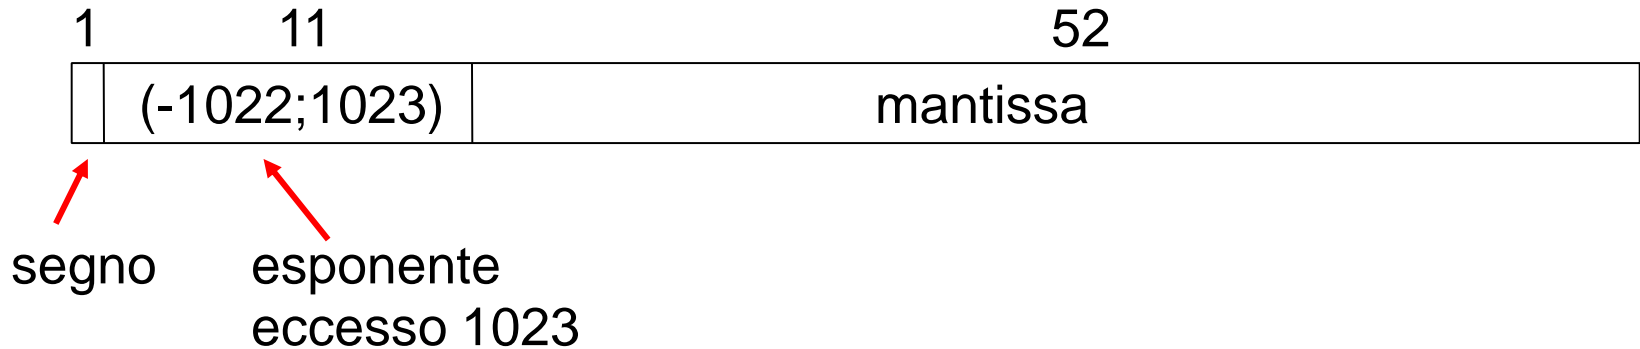 1 11 52
(-1022;1023) mantissa
segno esponente
eccesso 1023